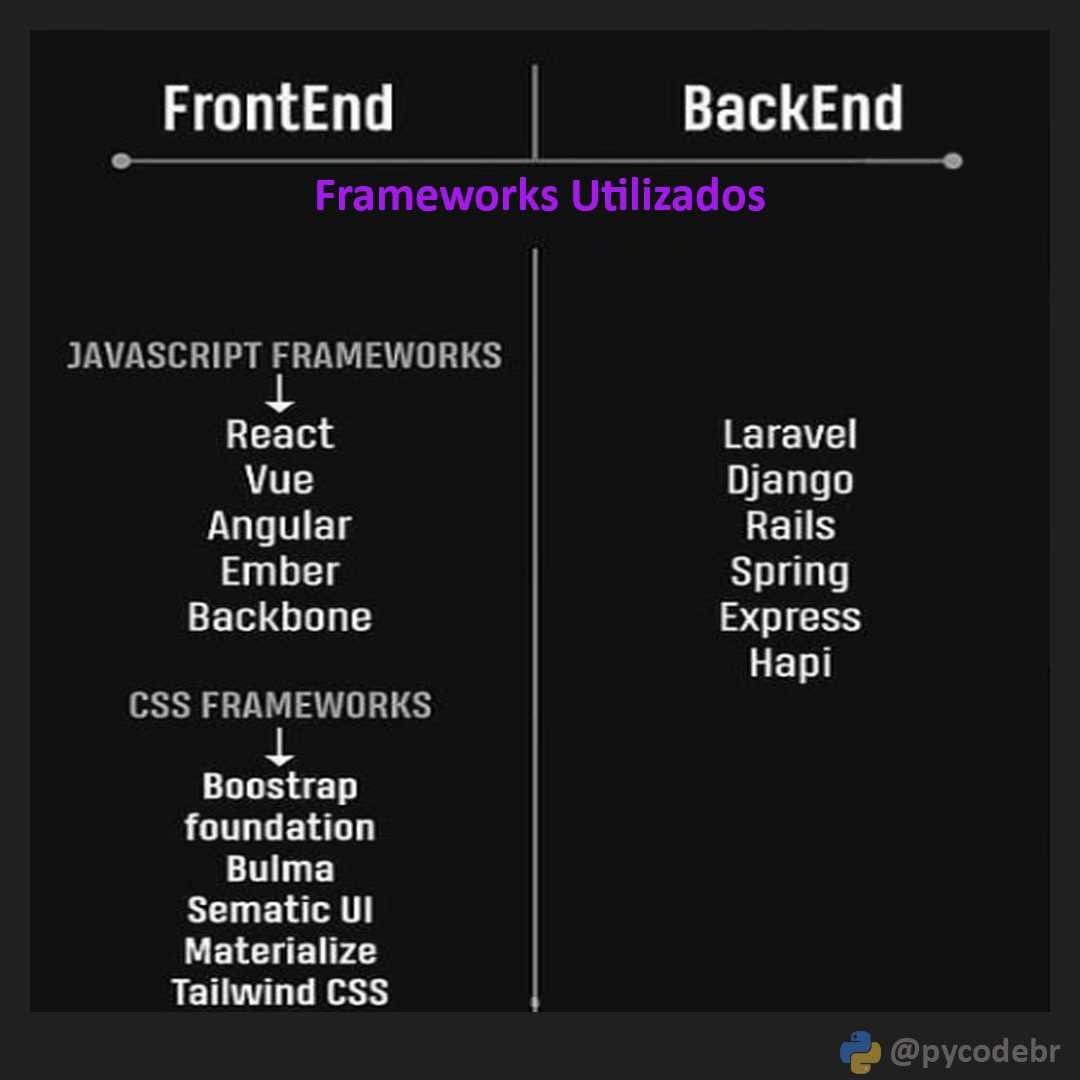 FrontEnd
BackEnd
Frameworks Utilizados
JAVASCRIPT FRAMEWORKS
React
Vue
Angular
Ember
Backbone
CSS FRAMEWORKS
Boostrap
foundation
Bulma
Sematic UI
Materialize
Tailwind CSS
Laravel
Django
Rails
Spring
Express
Hapi
@pycodebr